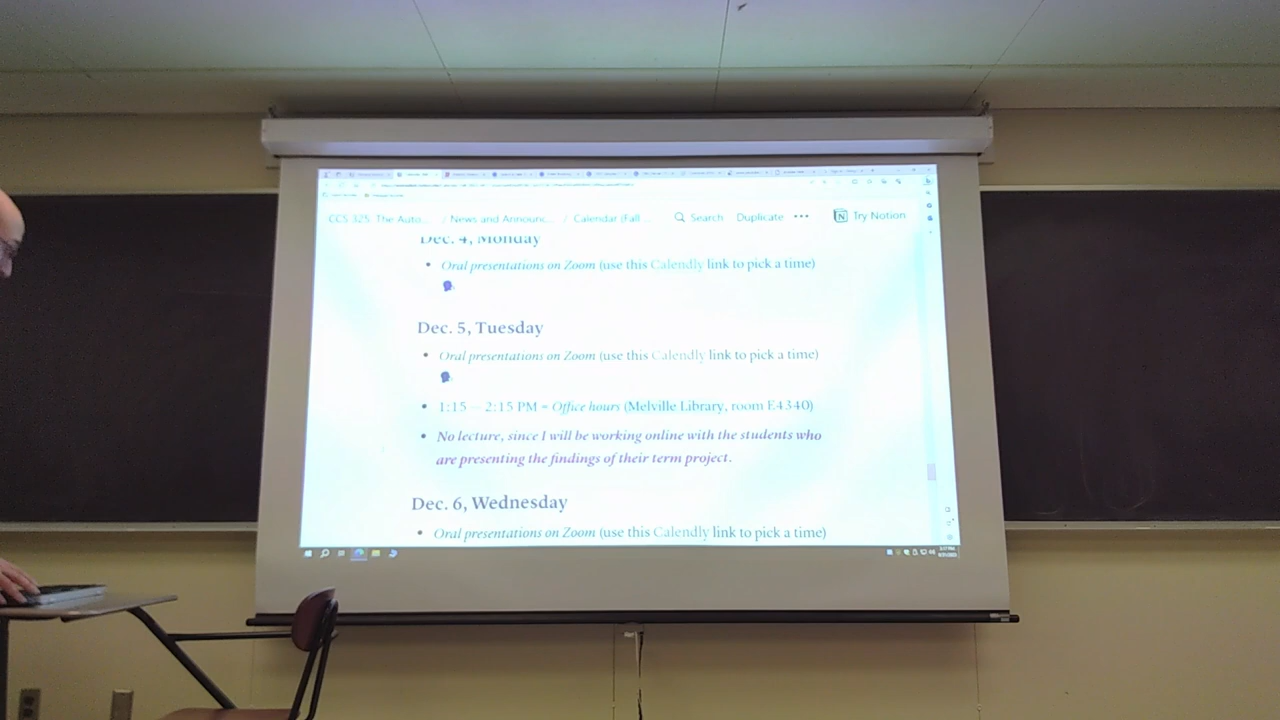 CCS 325. The Auto... / News and Announc... / Calendar (Fall ... Search Duplicate ••• Try Notion
Dec. 4, Monday
• Oral presentations on Zoom (use this Calendly link to pick a time)
Dec. 5, Tuesday
• Oral presentations on Zoom (use this Calendly link to pick a time)
• 1:15 – 2:15 PM = Office hours (Melville Library, room E4340)
• No lecture, since I will be working online with the students who
are presenting the findings of their term project.
Dec. 6, Wednesday
• Oral presentations on Zoom (use this Calendly link to pick a time)